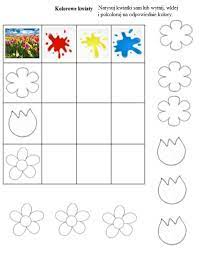 Kolorowe kwiaty
Narysuj kwiatki sam lub wytnij, wklej
i pokoloruj na odpowiednie kolory.